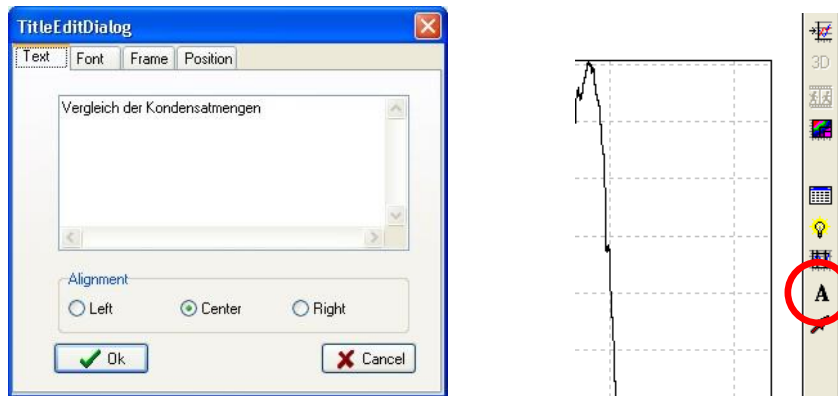 TitleEditDialog
Text Font Frame Position
Vergleich der Kondensatmengen
Alignment
Left Center Right
Ok Cancel
3D
A